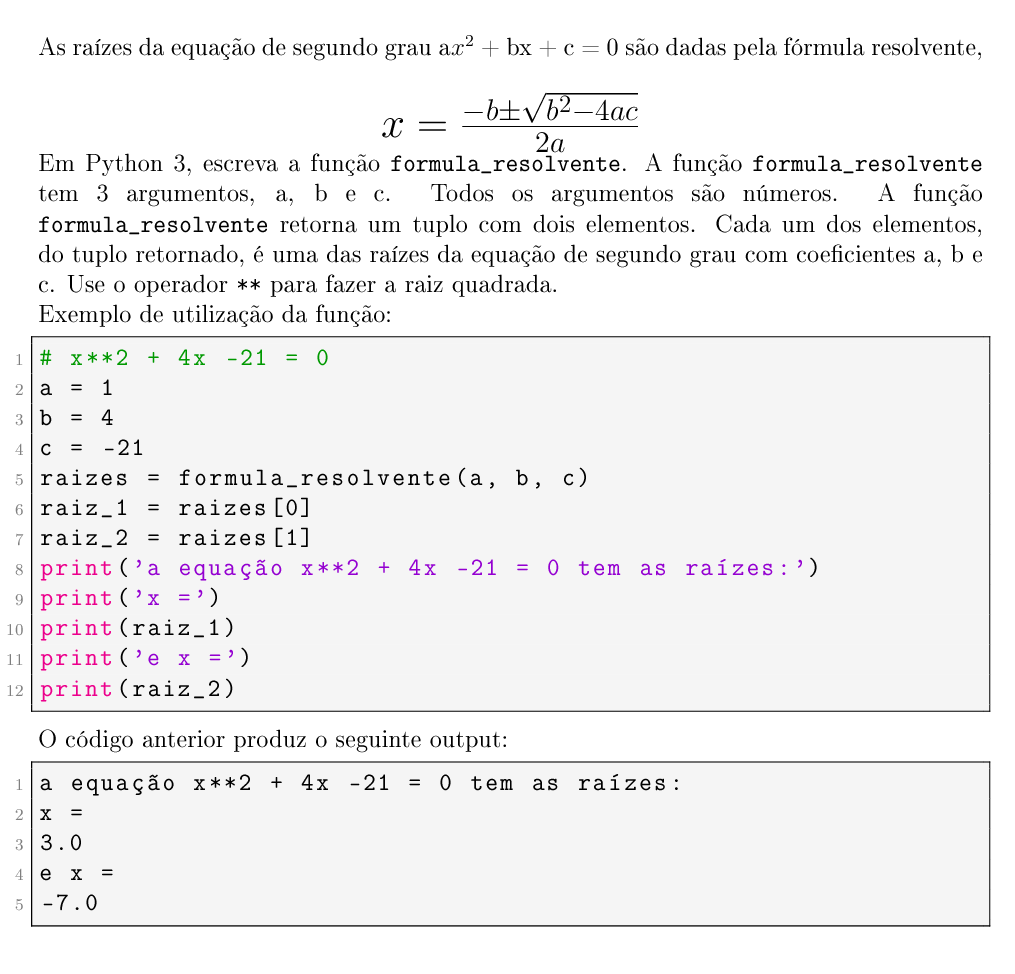 As raízes da equação de segundo grau ax² + bx + c = 0 são dadas pela fórmula resolvente,
x = \frac{-b±\sqrt{b²-4ac}}{2a}
Em Python 3, escreva a função formula_resolvente. A função formula_resolvente
tem 3 argumentos, a, b e c. Todos os argumentos são números. A função
formula_resolvente retorna um tuplo com dois elementos. Cada um dos elementos,
do tuplo retornado, é uma das raízes da equação de segundo grau com coeficientes a, b e
c. Use o operador ** para fazer a raiz quadrada.
Exemplo de utilização da função:
1 # x**2 + 4x -21 = 0
2 a = 1
3 b = 4
4 c = -21
5 raizes = formula_resolvente(a, b, c)
6 raiz_1 = raizes[0]
7 raiz_2 = raizes[1]
8 print('a equação x**2 + 4x -21 = 0 tem as raízes:')
9 print('x =')
10 print(raiz_1)
11 print('e x =')
12 print(raiz_2)
O código anterior produz o seguinte output:
1 a equação x**2 + 4x -21 = 0 tem as raízes:
2 x =
3 3.0
4 e x =
5 -7.0